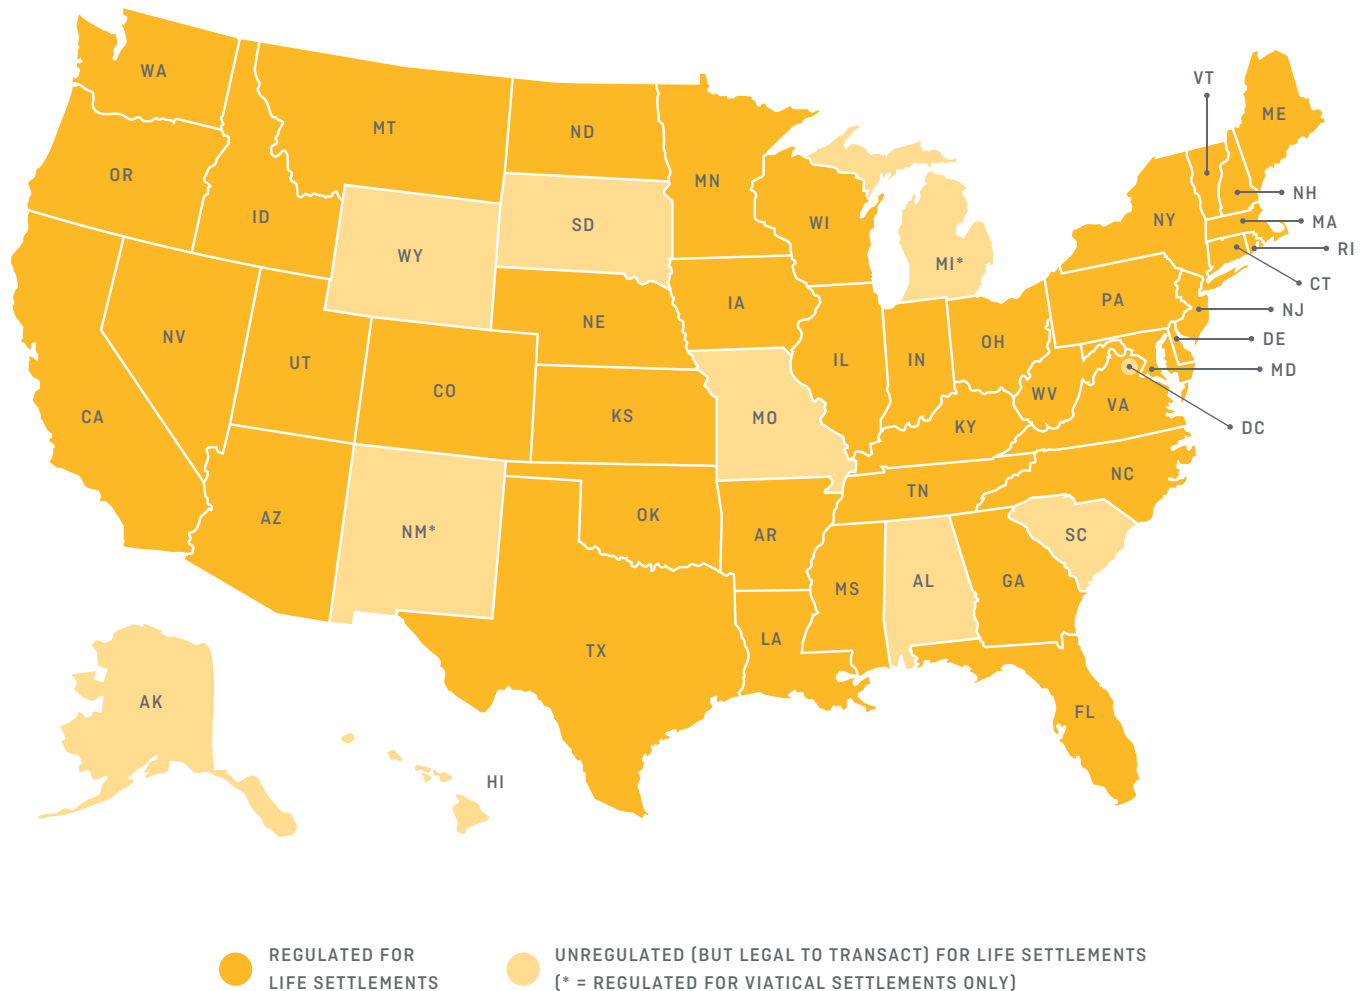 VT
WA
ME
MT
ND
OR
MN
NH
ID
WI
NY
MA
SD
RI
WY
MI*
CT
PA
IA
NJ
NE
NV
DE
OH
IL
IN
UT
MD
CO
WV
VA
CA
KS
MO
KY
DC
NC
TN
AZ
OK
NM*
AR
SC
AL
GA
MS
LA
TX
AK
FL
HI
REGULATED FOR
LIFE SETTLEMENTS
UNREGULATED (BUT LEGAL TO TRANSACT) FOR LIFE SETTLEMENTS
(* = REGULATED FOR VIATICAL SETTLEMENTS ONLY)